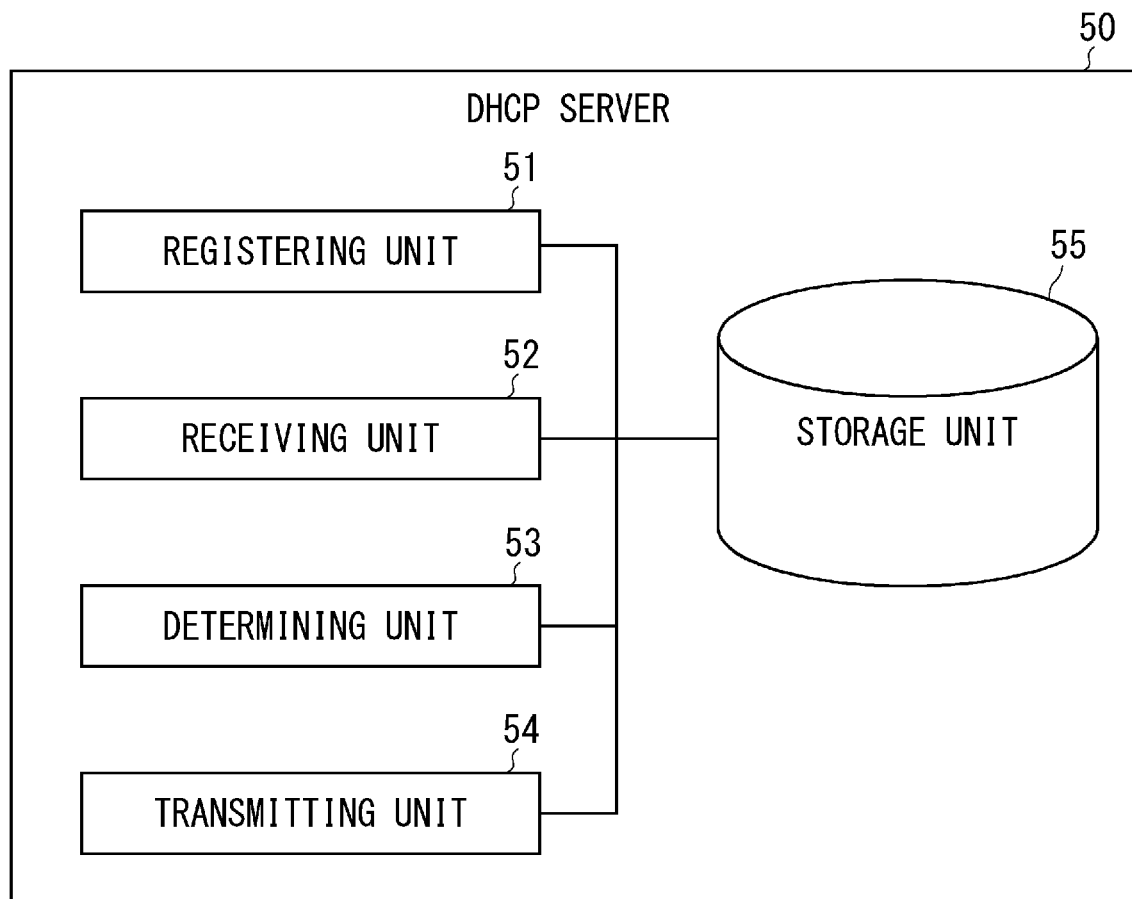 50
DHCP SERVER
51
REGISTERING UNIT
52
RECEIVING UNIT
53
DETERMINING UNIT
54
TRANSMITTING UNIT
55
STORAGE UNIT